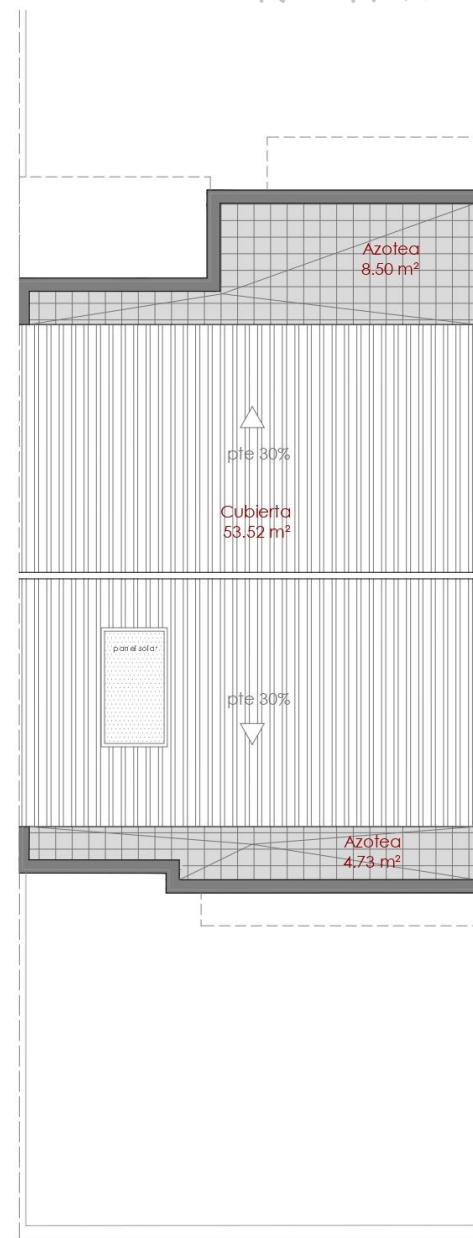 Azotea
8.50 m²
pte 30%
Cubierta
53.52 m²
panel solar
pte 30%
Azotea
4.73 m²